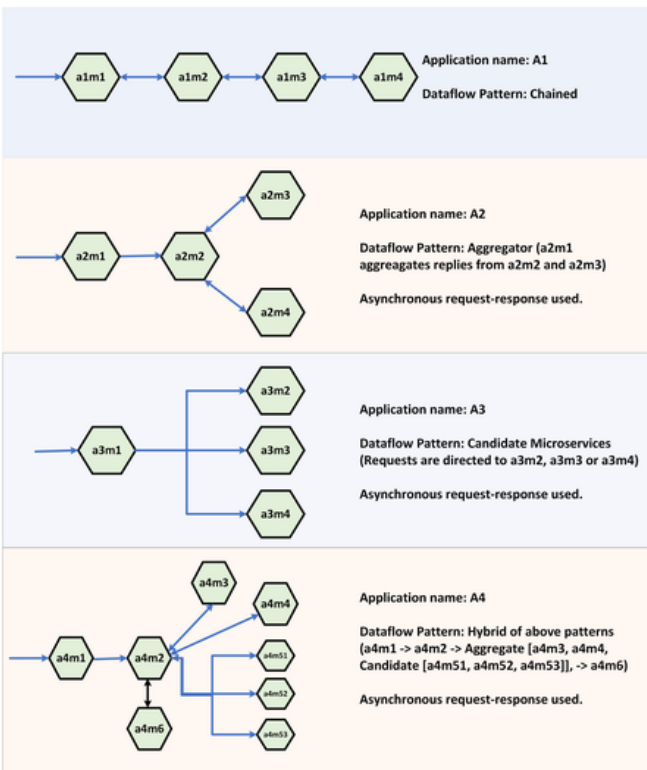 a1m1
a1m2
a1m3
a1m4
Application name: A1
Dataflow Pattern: Chained
a2m1
a2m2
a2m3
a2m4
Application name: A2
Dataflow Pattern: Aggregator (a2m1
aggreagates replies from a2m2 and a2m3)
Asynchronous request-response used.
a3m1
a3m2
a3m3
a3m4
Application name: A3
Dataflow Pattern: Candidate Microservices
(Requests are directed to a3m2, a3m3 or a3m4)
Asynchronous request-response used.
a4m1
a4m2
a4m3
a4m4
a4m51
a4m52
a4m53
a4m6
Application name: A4
Dataflow Pattern: Hybrid of above patterns
(a4m1 -> a4m2 -> Aggregate [a4m3, a4m4,
Candidate [a4m51, a4m52, a4m53]], -> a4m6)
Asynchronous request-response used.